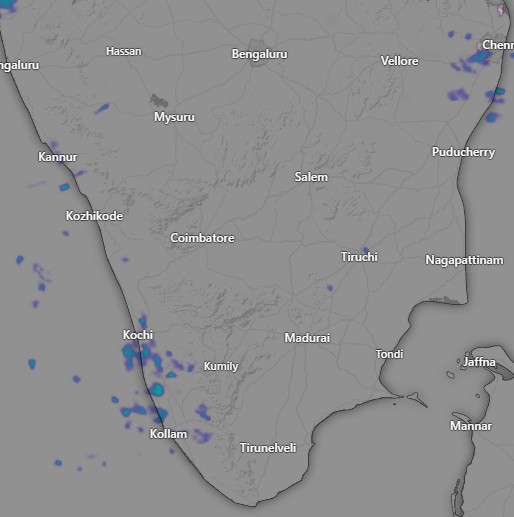 Hassan
Bengaluru
Chenn
Vellore
ngaluru
Mysuru
Kannur
Puducherry
Salem
Kozhikode
Coimbatore
Tiruchi
Nagapattinam
Kochi
Madurai
Tondi
Kumily
Jaffna
Mannar
Kollam
Tirunelveli